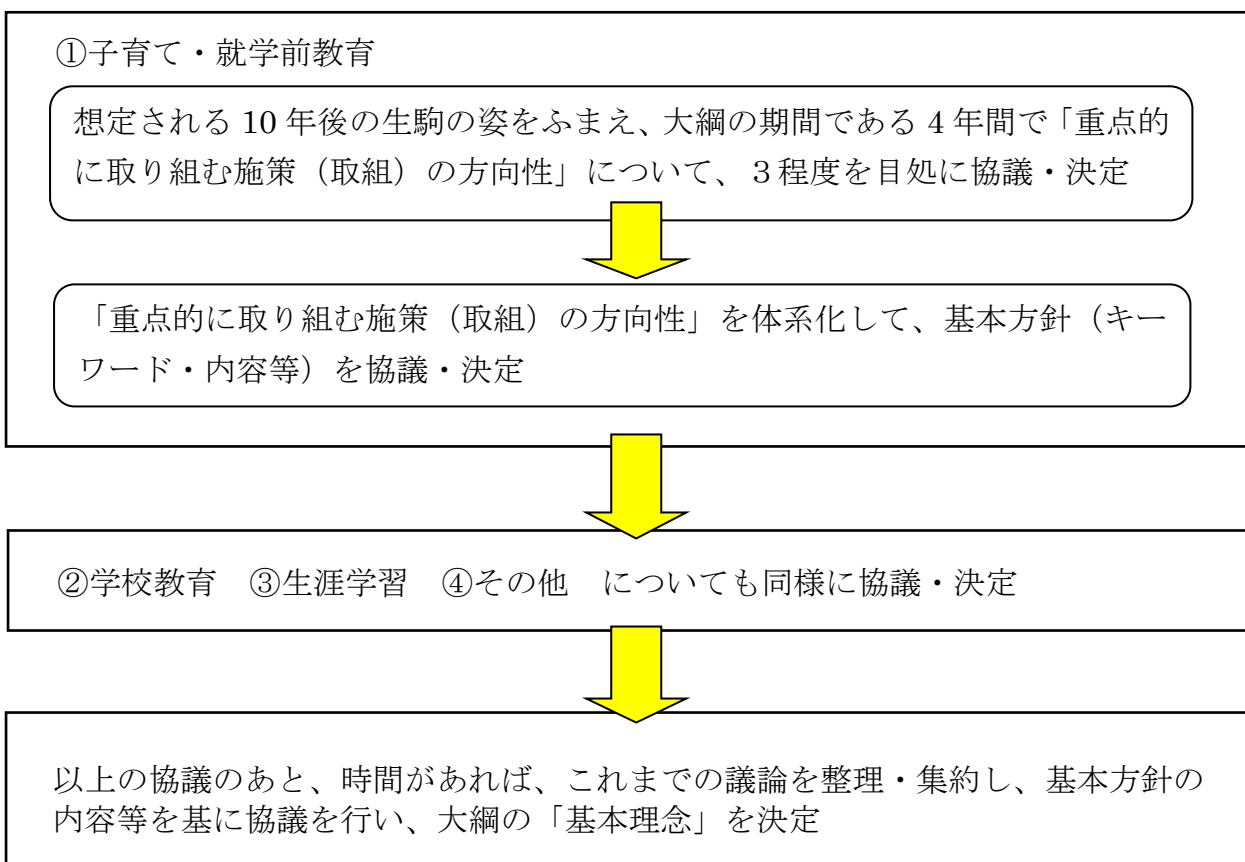 ①子育て・就学前教育
想定される 10 年後の生駒の姿をふまえ、大綱の期間である 4 年間で「重点的
に取り組む施策（取組）の方向性」について、３程度を目処に協議・決定
「重点的に取り組む施策（取組）の方向性」を体系化して、基本方針（キー
ワード・内容等）を協議・決定
②学校教育　③生涯学習　④その他　についても同様に協議・決定
以上の協議のあと、時間があれば、これまでの議論を整理・集約し、基本方針の
内容等を基に協議を行い、大綱の「基本理念」を決定